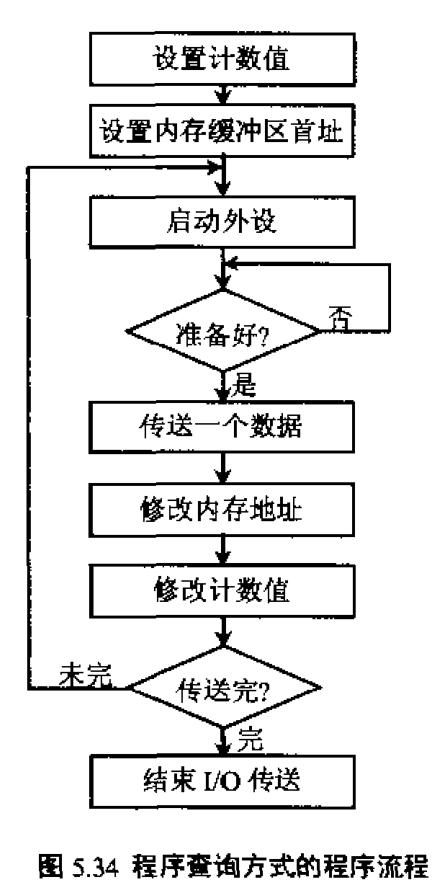 设置计数值
设置内存缓冲区首址
启动外设
准备好?
否
是
传送一个数据
修改内存地址
修改计数值
未完
传送完?
完
结束 I/O 传送
图 5.34 程序查询方式的程序流程